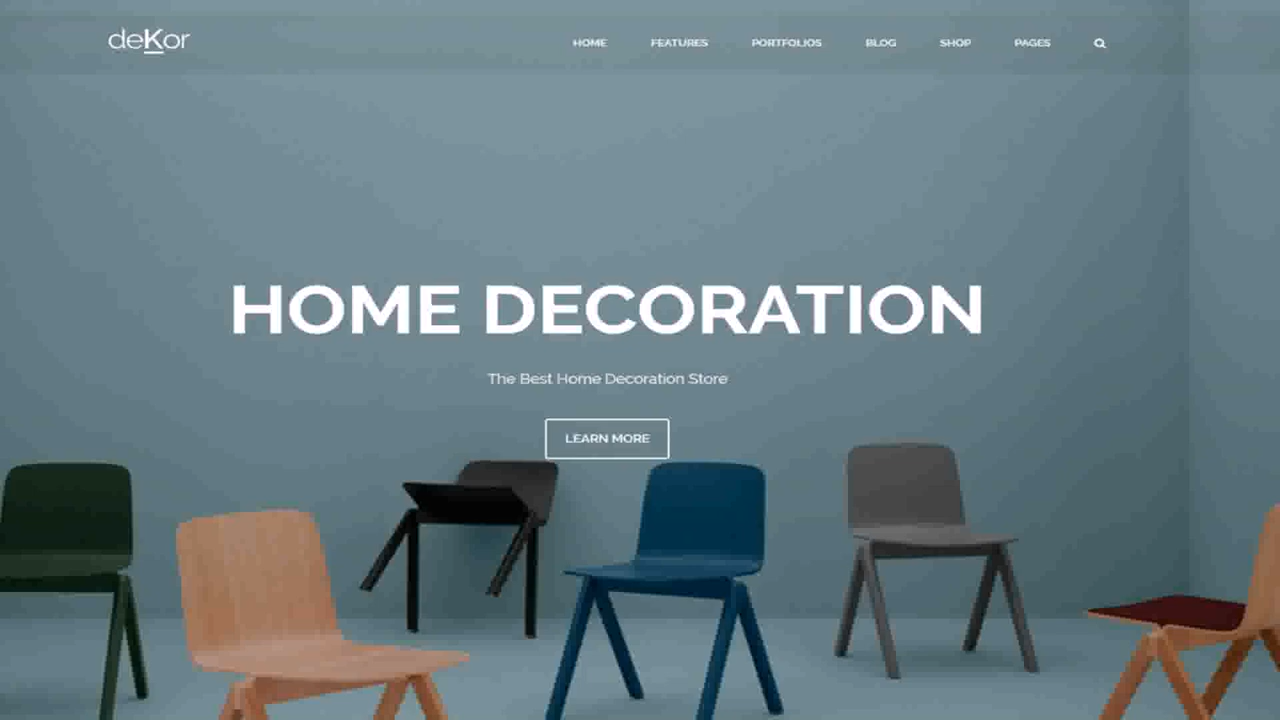 deKor
HOME FEATURES PORTFOLIOS BLOG SHOP PAGES
HOME DECORATION
The Best Home Decoration Store
LEARN MORE